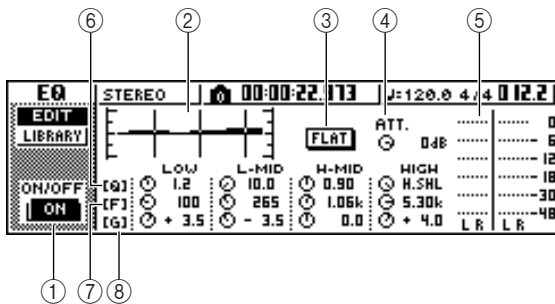 ⑥ ② ③ ④ ⑤
EQ STEREO 00:00:22.973 ♩=120.0 4/4 012.2
EDIT
LIBRARY
FLAT
ATT.
0dB
0
6
12
18
30
48
LOW L-MID H-MID HIGH
ON/OFF
ON
[Q] 1.2 10.0 0.90 H.SHL
[F] 100 265 1.06k 5.30k
[G] + 3.5 - 3.5 0.0 + 4.0
L R L R
① ⑦ ⑧